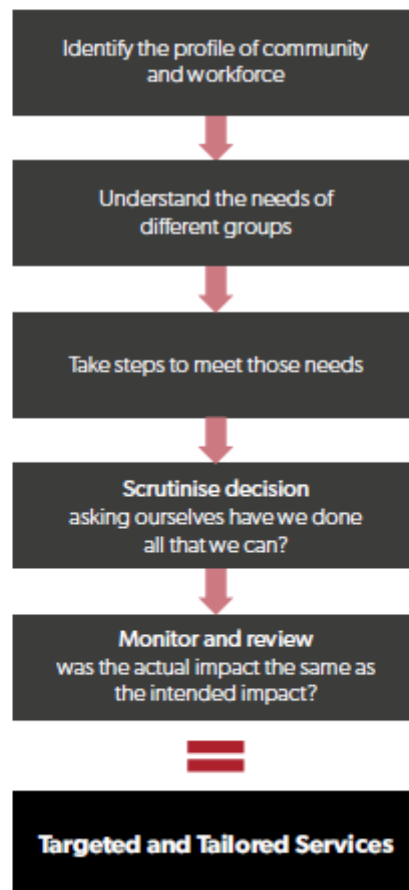 Identify the profile of community
and workforce
Understand the needs of
different groups
Take steps to meet those needs
Scrutinise decision
asking ourselves have we done
all that we can?
Monitor and review
was the actual impact the same as
the intended impact?
Targeted and Tailored Services